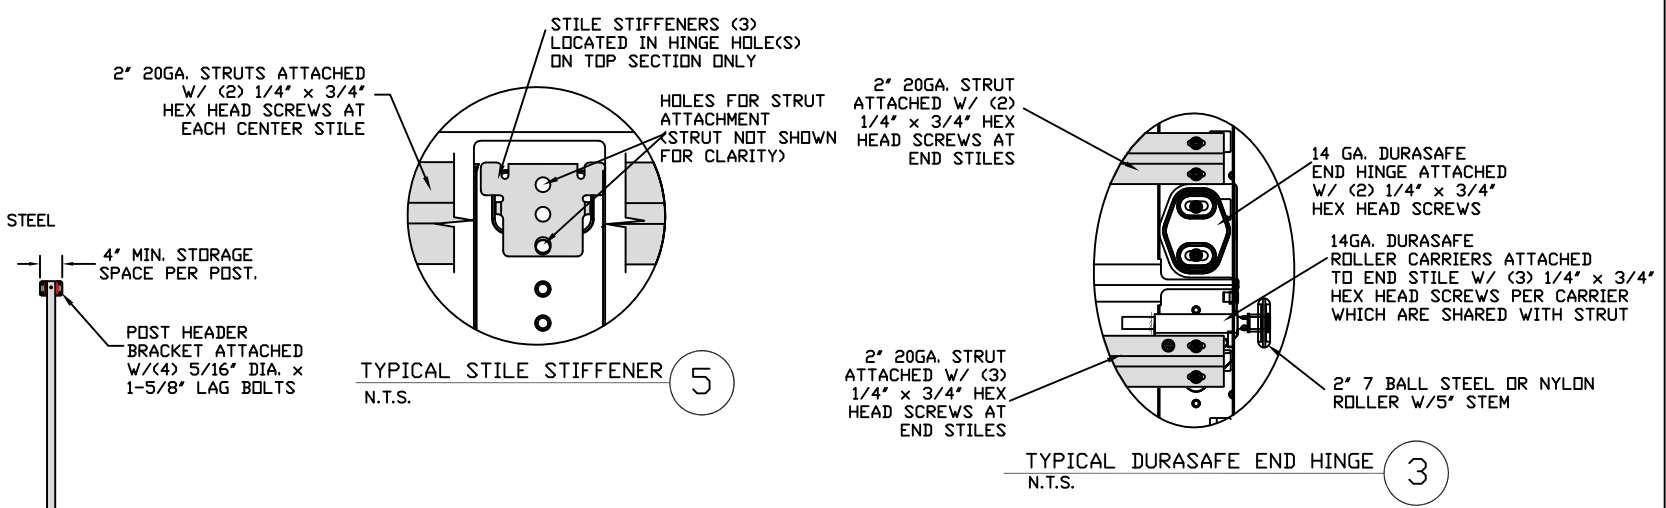 STILE STIFFENERS (3)
LOCATED IN HINGE HOLE(S)
ON TOP SECTION ONLY
2" 20GA. STRUTS ATTACHED
W/ (2) 1/4" x 3/4"
HEX HEAD SCREWS AT
EACH CENTER STILE
HOLES FOR STRUT
ATTACHMENT
(STRUT NOT SHOWN
FOR CLARITY)
STEEL
4" MIN. STORAGE
SPACE PER POST.
POST HEADER
BRACKET ATTACHED
W/(4) 5/16" DIA. x
1-5/8" LAG BOLTS
TYPICAL STILE STIFFENER
5
N.T.S.
2" 20GA. STRUT
ATTACHED W/ (2)
1/4" x 3/4" HEX
HEAD SCREWS AT
END STILES
14 GA. DURASAFE
END HINGE ATTACHED
W/ (2) 1/4" x 3/4"
HEX HEAD SCREWS
14GA. DURASAFE
ROLLER CARRIERS ATTACHED
TO END STILE W/ (3) 1/4" x 3/4"
HEX HEAD SCREWS PER CARRIER
WHICH ARE SHARED WITH STRUT
2" 20GA. STRUT
ATTACHED W/ (3)
1/4" x 3/4" HEX
HEAD SCREWS AT
END STILES
2" 7 BALL STEEL OR NYLON
ROLLER W/5" STEM
TYPICAL DURASAFE END HINGE
3
N.T.S.